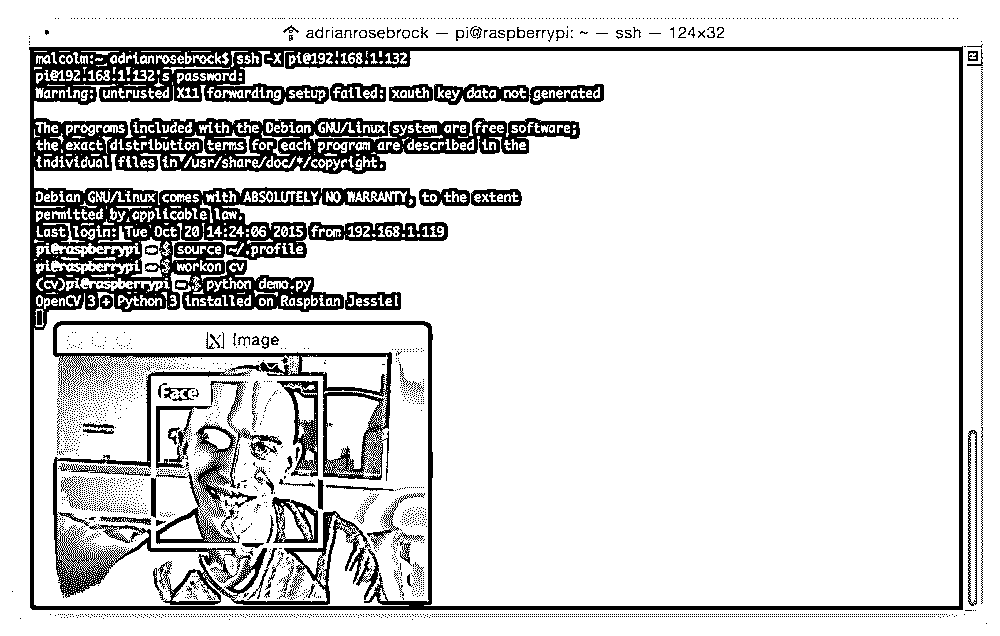 adrianrosebrock — pi@raspberrypi: ~ — ssh — 124x32
malcolm:~ adrianrosebrock$ ssh -X pi@192.168.1.132
pi@192.168.1.132's password:
Warning: untrusted X11 forwarding setup failed: xauth key data not generated
The programs included with the Debian GNU/Linux system are free software;
the exact distribution terms for each program are described in the
individual files in /usr/share/doc/*/copyright.
Debian GNU/Linux comes with ABSOLUTELY NO WARRANTY, to the extent
permitted by applicable law.
Last login: Tue Oct 20 14:24:06 2015 from 192.168.1.119
pi@raspberrypi ~ $ source ~/.profile
pi@raspberrypi ~ $ workon cv
(cv)pi@raspberrypi ~ $ python demo.py
OpenCV 3 + Python 3 installed on Raspbian Jessie!
Image
Face